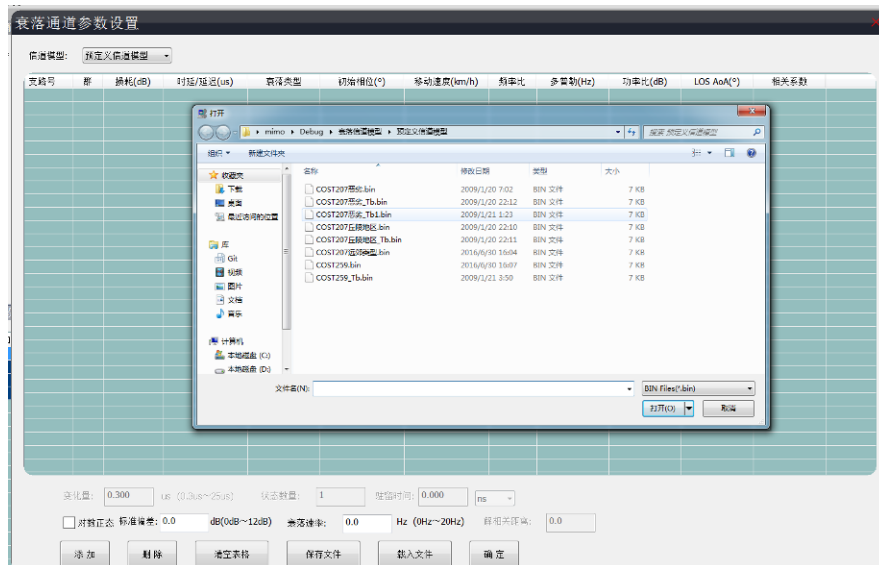 衰落通道参数设置
信道模型: 预定义信道模型
支路号 群 损耗(dB) 时延/延迟(us) 衰落类型 初始相位(°) 移动速度(km/h) 频率比 多普勒(Hz) 功率比(dB) LOS AoA(°) 相关系数
打开
mimo ▸ Debug ▸ 衰落信道模型 ▸ 预定义信道模型 搜索 预定义信道模型
组织 新建文件夹
名称 修改日期 类型 大小
收藏夹
下载
桌面
最近访问的位置
库
Git
视频
图片
文档
音乐
计算机
本地磁盘 (C:)
本地磁盘 (D:)
COST207恶劣.bin 2009/1/20 7:02 BIN 文件 7 KB
COST207恶劣_Tb.bin 2009/1/20 22:12 BIN 文件 7 KB
COST207恶劣_Tb1.bin 2009/1/21 1:23 BIN 文件 7 KB
COST207丘陵地区.bin 2009/1/20 22:10 BIN 文件 7 KB
COST207丘陵地区_Tb.bin 2009/1/20 22:11 BIN 文件 7 KB
COST207远郊典型.bin 2016/6/30 16:04 BIN 文件 7 KB
COST259.bin 2016/6/30 16:07 BIN 文件 7 KB
COST259_Tb.bin 2009/1/21 3:50 BIN 文件 7 KB
文件名(N): BIN Files(*.bin)
打开(O) 取消
变化量: 0.300 us (0.3us~25us) 状态数量: 1 驻留时间: 0.000 ns
对数正态 标准偏差: 0.0 dB(0dB~12dB) 衰落速率: 0.0 Hz (0Hz~20Hz) 解相关距离: 0.0
添加 删除 清空表格 保存文件 载入文件 确定